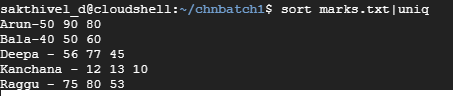 sakthivel_d@cloudshell:~/chnbatch1$ sort marks.txt|uniq
Arun-50 90 80
Bala-40 50 60
Deepa - 56 77 45
Kanchana - 12 13 10
Raggu - 75 80 53